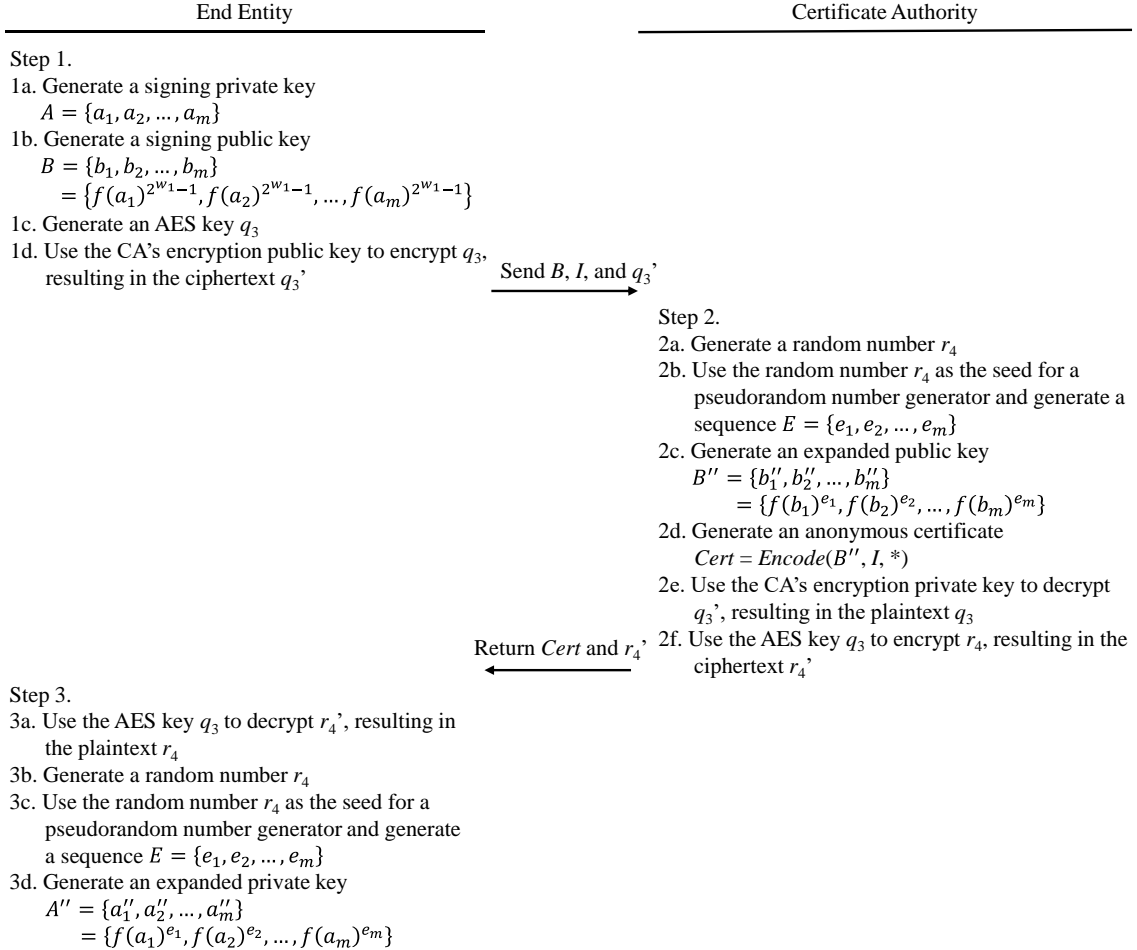 End Entity
Certificate Authority
Step 1.
1a. Generate a signing private key
A = {a₁, a₂, … , aₘ}
1b. Generate a signing public key
B = {b₁, b₂, … , bₘ}
= {f(a₁)^{2^{w₁}−1}, f(a₂)^{2^{w₁}−1}, … , f(aₘ)^{2^{w₁}−1}}
1c. Generate an AES key q₃
1d. Use the CA's encryption public key to encrypt q₃,
resulting in the ciphertext q₃'
Send B, I, and q₃'
Step 2.
2a. Generate a random number r₄
2b. Use the random number r₄ as the seed for a
pseudorandom number generator and generate a
sequence E = {e₁, e₂, … , eₘ}
2c. Generate an expanded public key
B′′ = {b₁′′, b₂′′, … , bₘ′′}
= {f(b₁)^{e₁}, f(b₂)^{e₂}, … , f(bₘ)^{eₘ}}
2d. Generate an anonymous certificate
Cert = Encode(B′′, I, *)
2e. Use the CA's encryption private key to decrypt
q₃', resulting in the plaintext q₃
2f. Use the AES key q₃ to encrypt r₄, resulting in the
ciphertext r₄'
Return Cert and r₄'
Step 3.
3a. Use the AES key q₃ to decrypt r₄', resulting in
the plaintext r₄
3b. Generate a random number r₄
3c. Use the random number r₄ as the seed for a
pseudorandom number generator and generate
a sequence E = {e₁, e₂, … , eₘ}
3d. Generate an expanded private key
A′′ = {a₁′′, a₂′′, … , aₘ′′}
= {f(a₁)^{e₁}, f(a₂)^{e₂}, … , f(aₘ)^{eₘ}}